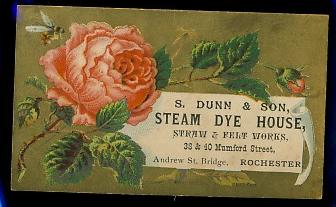 S. DUNN & SON,
STEAM DYE HOUSE,
STRAW & FELT WORKS,
38 & 40 Mumford Street,
Andrew St. Bridge, ROCHESTER